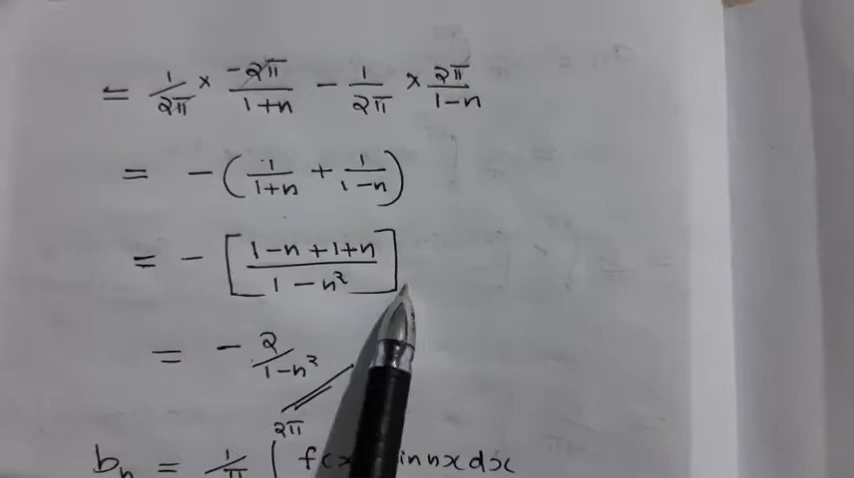 = 1/2π × -2π/1+n - 1/2π × 2π/1-n
= - ( 1/1+n + 1/1-n )
= - [ 1-n+1+n / 1-n² ]
= - 2/1-n²
2π
bn = 1/π ∫ f(x sin nx dx